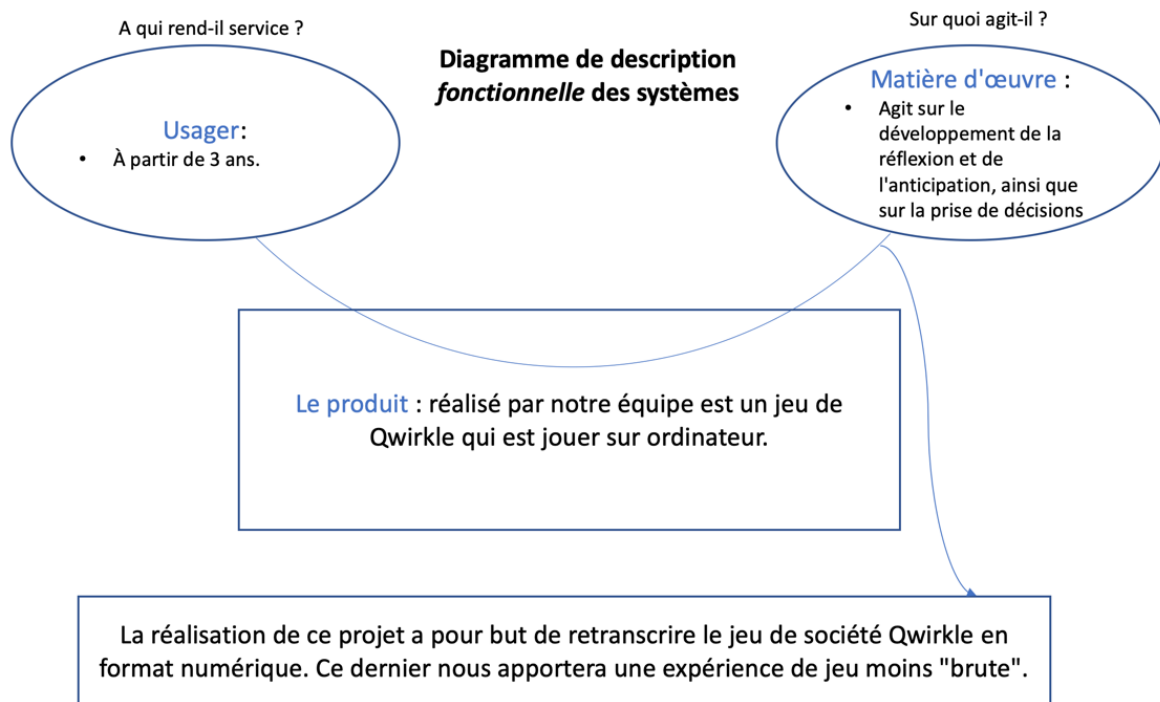 A qui rend-il service ?
Sur quoi agit-il ?
Diagramme de description
fonctionnelle des systèmes
Usager:
• À partir de 3 ans.
Matière d'œuvre :
• Agit sur le
développement de la
réflexion et de
l'anticipation, ainsi que
sur la prise de décisions
Le produit : réalisé par notre équipe est un jeu de
Qwirkle qui est jouer sur ordinateur.
La réalisation de ce projet a pour but de retranscrire le jeu de société Qwirkle en
format numérique. Ce dernier nous apportera une expérience de jeu moins "brute".